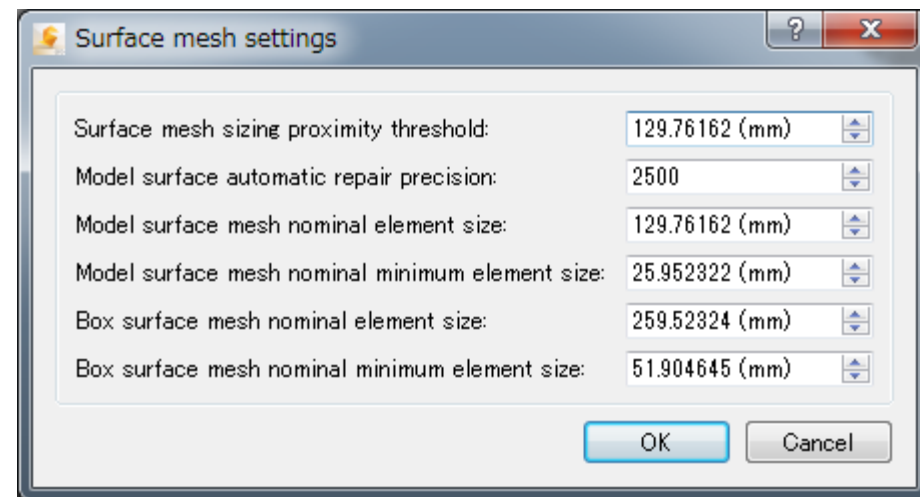 Surface mesh settings
?
Surface mesh sizing proximity threshold: 129.76162 (mm)
Model surface automatic repair precision: 2500
Model surface mesh nominal element size: 129.76162 (mm)
Model surface mesh nominal minimum element size: 25.952322 (mm)
Box surface mesh nominal element size: 259.52324 (mm)
Box surface mesh nominal minimum element size: 51.904645 (mm)
OK Cancel